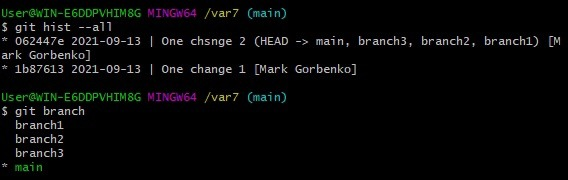 User@WIN-E6DDPVHIM8G MINGW64 /var7 (main)
$ git hist --all
* 062447e 2021-09-13 | One chsnge 2 (HEAD -> main, branch3, branch2, branch1) [M
ark Gorbenko]
* 1b87613 2021-09-13 | One change 1 [Mark Gorbenko]
User@WIN-E6DDPVHIM8G MINGW64 /var7 (main)
$ git branch
branch1
branch2
branch3
* main